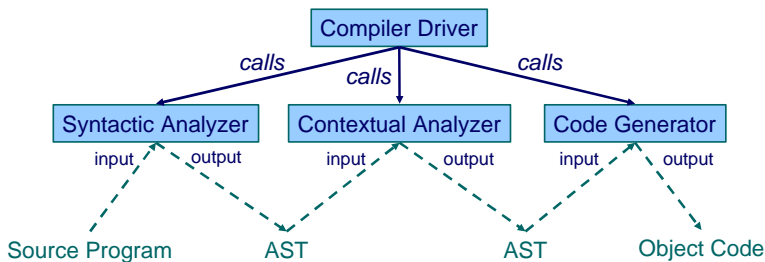 Compiler Driver
calls
calls
calls
Syntactic Analyzer
Contextual Analyzer
Code Generator
input
output
input
output
input
output
Source Program
AST
AST
Object Code